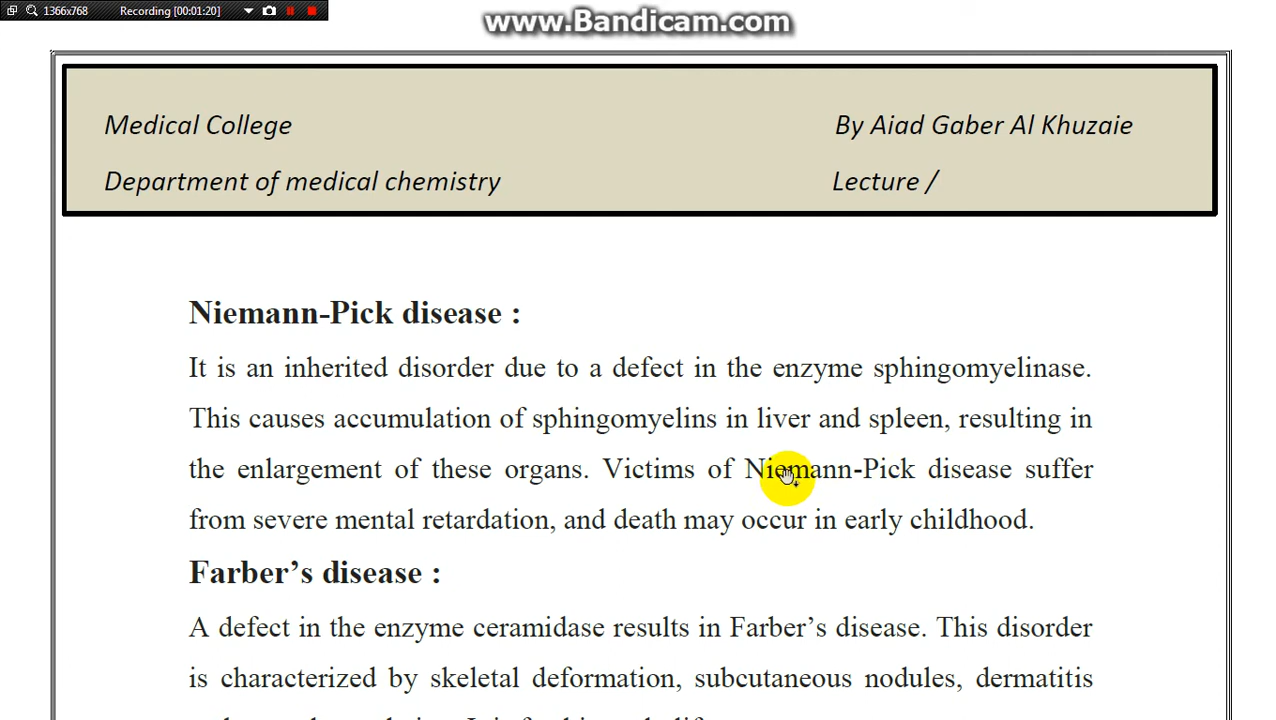 1366x768 Recording [00:01:20]
www.Bandicam.com
Medical College By Aiad Gaber Al Khuzaie
Department of medical chemistry Lecture /
Niemann-Pick disease :
It is an inherited disorder due to a defect in the enzyme sphingomyelinase.
This causes accumulation of sphingomyelins in liver and spleen, resulting in
the enlargement of these organs. Victims of Niemann-Pick disease suffer
from severe mental retardation, and death may occur in early childhood.
Farber’s disease :
A defect in the enzyme ceramidase results in Farber’s disease. This disorder
is characterized by skeletal deformation, subcutaneous nodules, dermatitis